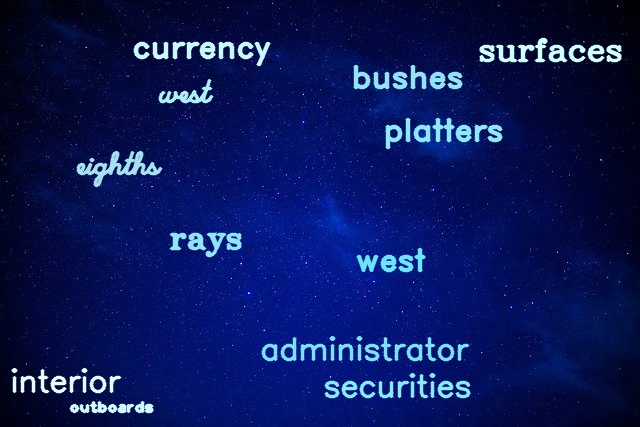 currency
surfaces
bushes
west
platters
eighths
rays
west
administrator
interior
securities
outboards